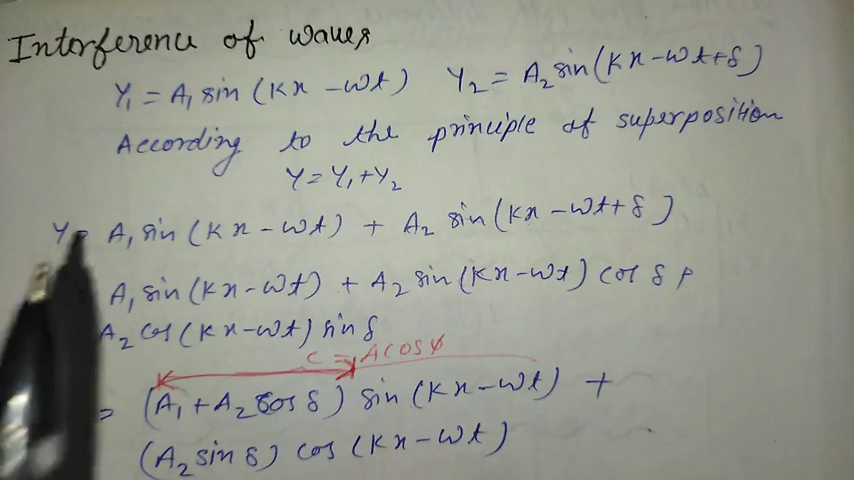 Interference of waves
Y₁ = A₁ sin (Kx - ωt) Y₂ = A₂ sin(Kx - ωt + δ)
According to the principle of superposition
Y = Y₁ + Y₂
Y = A₁ sin (Kx - ωt) + A₂ sin(Kx - ωt + δ)
A₁ sin(Kx - ωt) + A₂ sin(Kx - ωt) cos δ +
A₂ cos(Kx - ωt) sin δ
C = A cos φ
= (A₁ + A₂ cos δ) sin(Kx - ωt) +
(A₂ sin δ) cos (Kx - ωt)